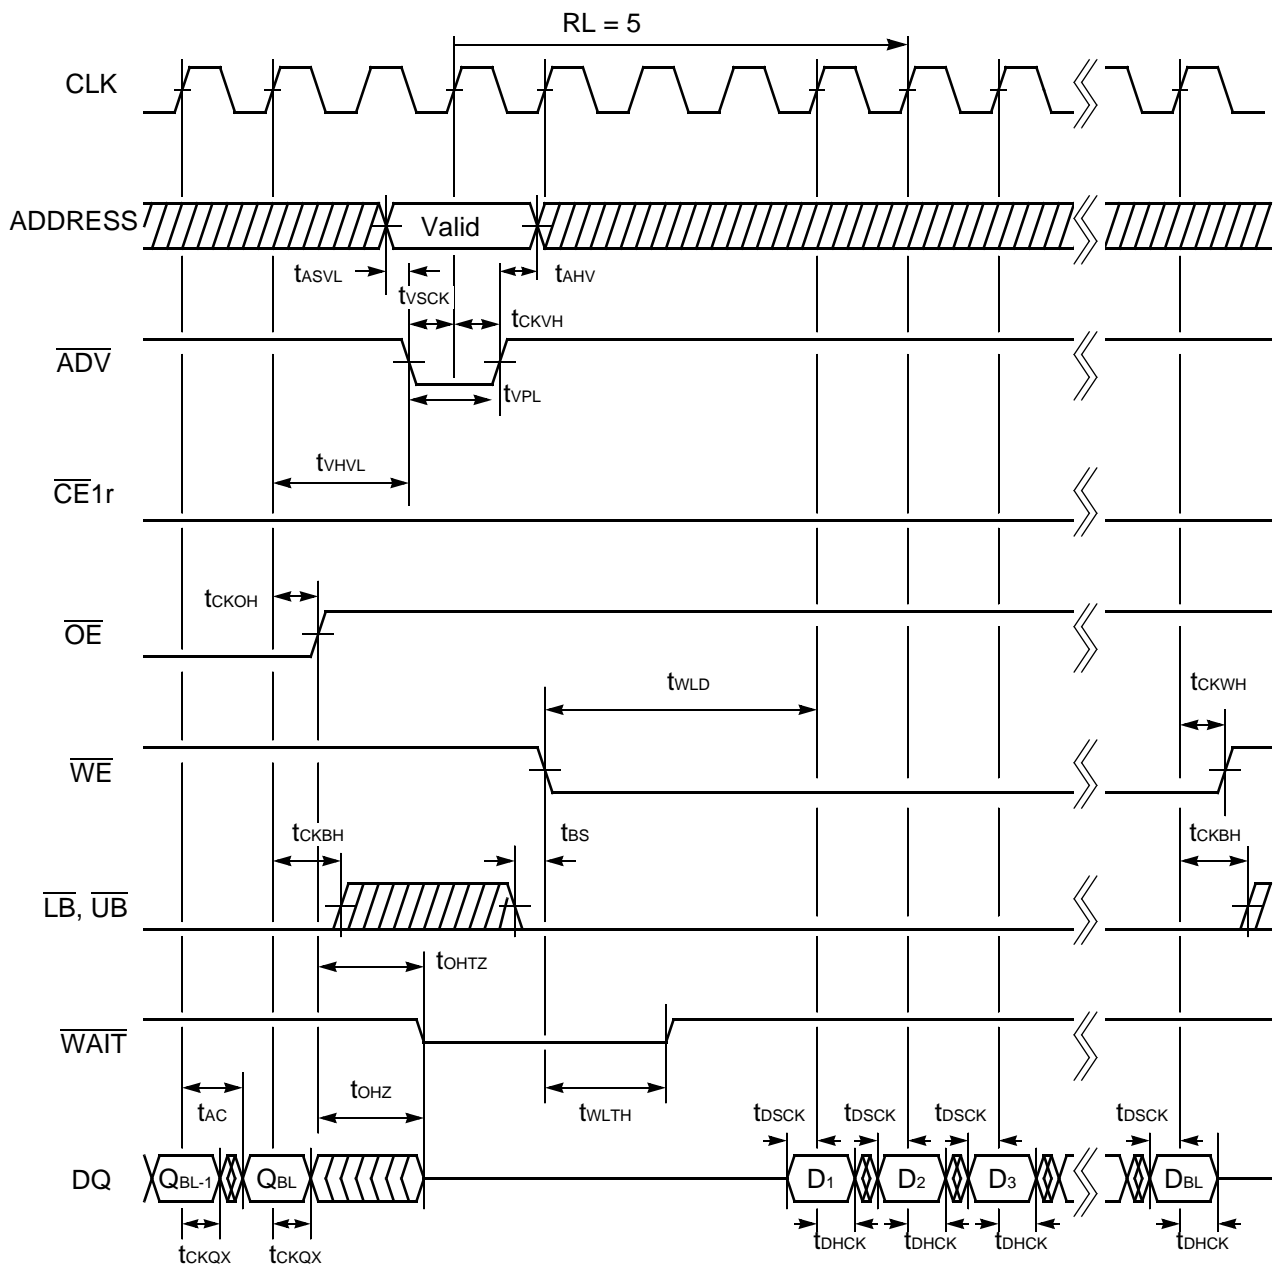 RL = 5
CLK
ADDRESS
Valid
tASVL
tAHV
tVSCK
tCKVH
ADV
tVPL
tVHVL
CE1r
tCKOH
OE
tWLD
tCKWH
WE
tCKBH
tBS
tCKBH
LB, UB
tOHTZ
WAIT
tOHZ
tAC
tWLTH
tDSCK
tDSCK
tDSCK
tDSCK
DQ
QBL-1
QBL
D1
D2
D3
DBL
tCKQX
tCKQX
tDHCK
tDHCK
tDHCK
tDHCK